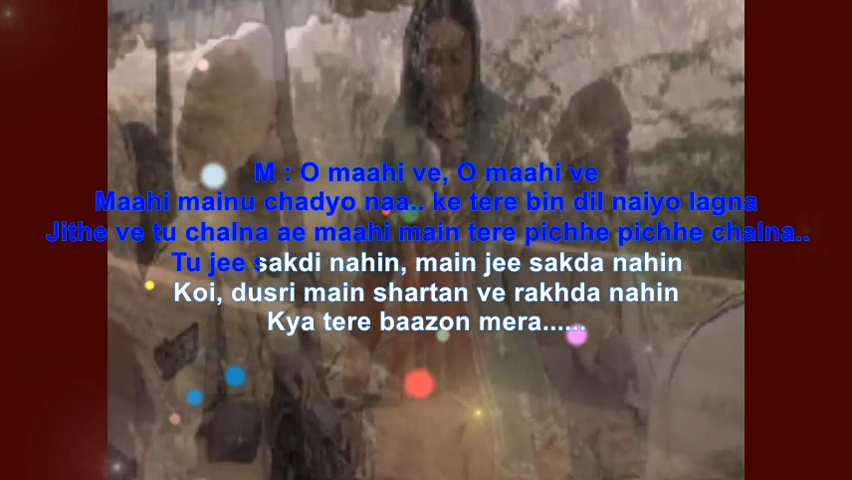 M : O maahi ve, O maahi ve
Maahi mainu chadyo naa.. ke tere bin dil naiyo lagna
Jithe ve tu chalna ae maahi main tere pichhe pichhe chalna..
Tu jee sakdi nahin, main jee sakda nahin
Koi, dusri main shartan ve rakhda nahin
Kya tere baazon mera......